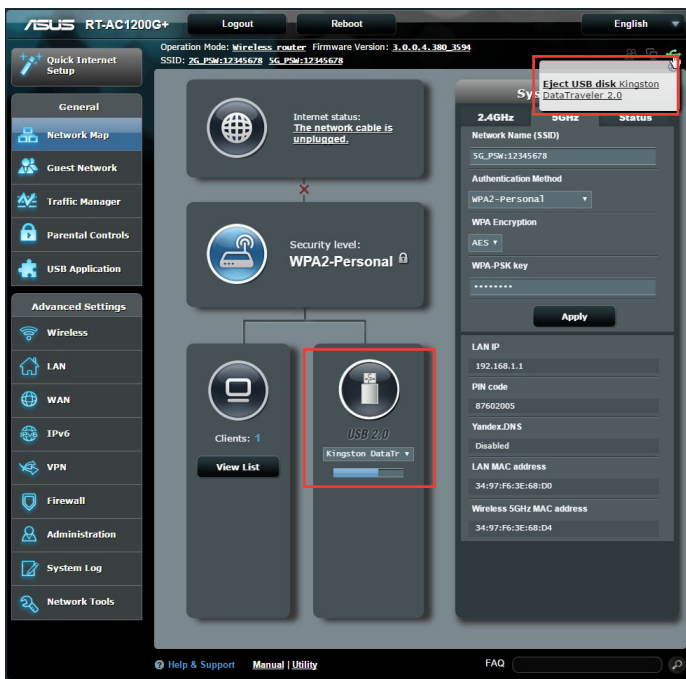 ASUS RT-AC1200G+
Logout
Reboot
English
Quick Internet
Setup
Operation Mode: Wireless router Firmware Version: 3.0.0.4.380_3594
SSID: 2G_PSW:12345678 5G_PSW:12345678
Eject USB disk Kingston
DataTraveler 2.0
General
Network Map
Guest Network
Traffic Manager
Parental Controls
USB Application
Advanced Settings
Wireless
LAN
WAN
IPv6
VPN
Firewall
Administration
System Log
Network Tools
Internet status:
The network cable is
unplugged.
Security level:
WPA2-Personal
Clients: 1
View List
USB 2.0
Kingston DataTr
Sy
2.4GHz 5GHz Status
Network Name (SSID)
5G_PSW:12345678
Authentication Method
WPA2-Personal
WPA Encryption
AES
WPA-PSK key
········
Apply
LAN IP
192.168.1.1
PIN code
87602005
Yandex.DNS
Disabled
LAN MAC address
34:97:F6:3E:68:D0
Wireless 5GHz MAC address
34:97:F6:3E:68:D4
Help & Support Manual | Utility
FAQ